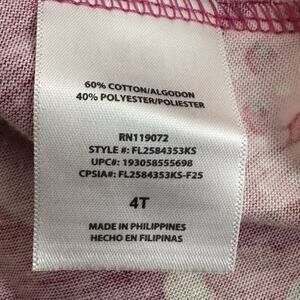 60% COTTON/ALGODON
40% POLYESTER/POLIESTER
RN119072
STYLE #: FL2584353KS
UPC#: 193058555698
CPSIA#: FL2584353KS-F25
4T
MADE IN PHILIPPINES
HECHO EN FILIPINAS